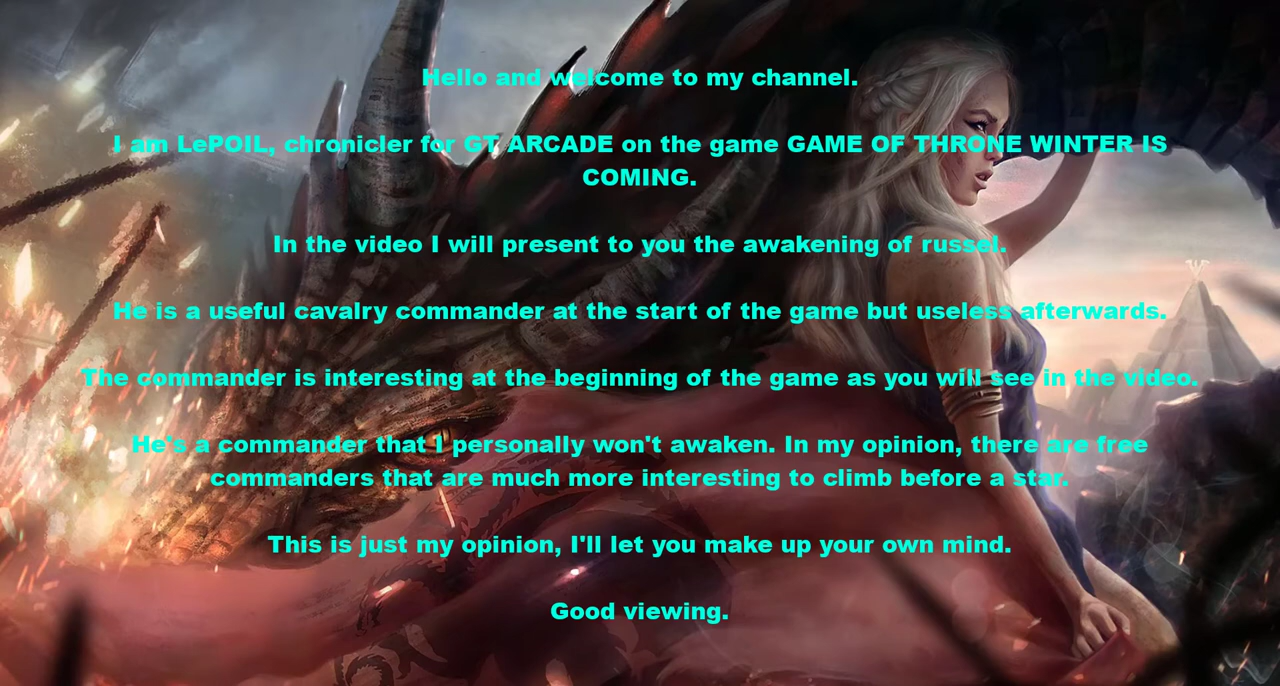 Hello and welcome to my channel.
I am LePOIL, chronicler for GT ARCADE on the game GAME OF THRONE WINTER IS
COMING.
In the video I will present to you the awakening of russel.
He is a useful cavalry commander at the start of the game but useless afterwards.
The commander is interesting at the beginning of the game as you will see in the video.
He's a commander that I personally won't awaken. In my opinion, there are free
commanders that are much more interesting to climb before a star.
This is just my opinion, I'll let you make up your own mind.
Good viewing.